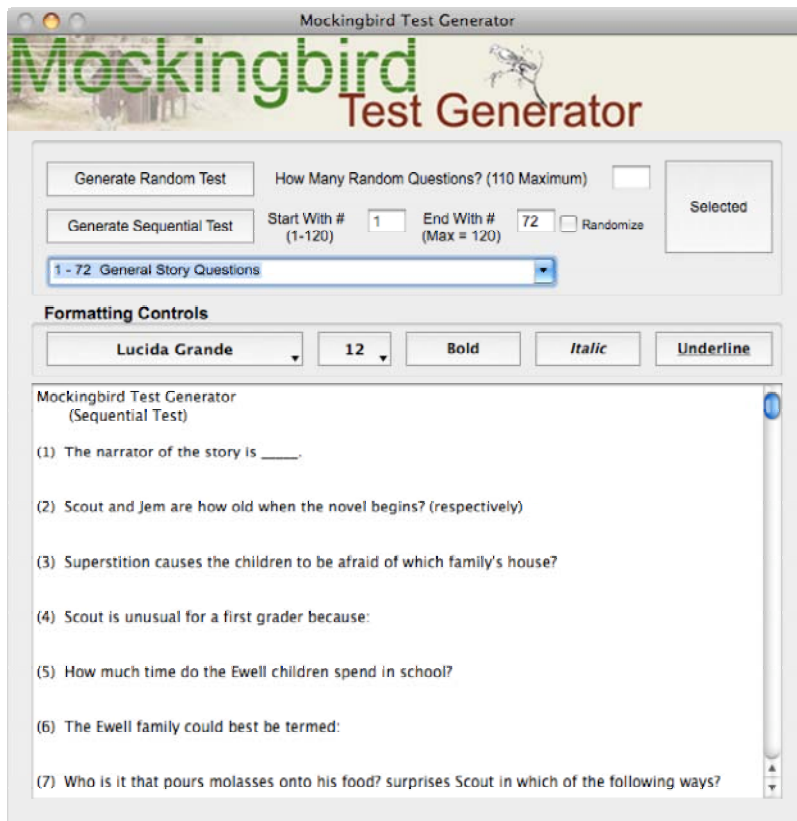 Mockingbird Test Generator
Mockingbird
Test Generator
Generate Random Test How Many Random Questions? (110 Maximum)
Selected
Generate Sequential Test Start With # (1-120) 1 End With # (Max = 120) 72 Randomize
1 - 72 General Story Questions
Formatting Controls
Lucida Grande 12 Bold Italic Underline
Mockingbird Test Generator
(Sequential Test)
(1) The narrator of the story is _____.
(2) Scout and Jem are how old when the novel begins? (respectively)
(3) Superstition causes the children to be afraid of which family's house?
(4) Scout is unusual for a first grader because:
(5) How much time do the Ewell children spend in school?
(6) The Ewell family could best be termed:
(7) Who is it that pours molasses onto his food? surprises Scout in which of the following ways?